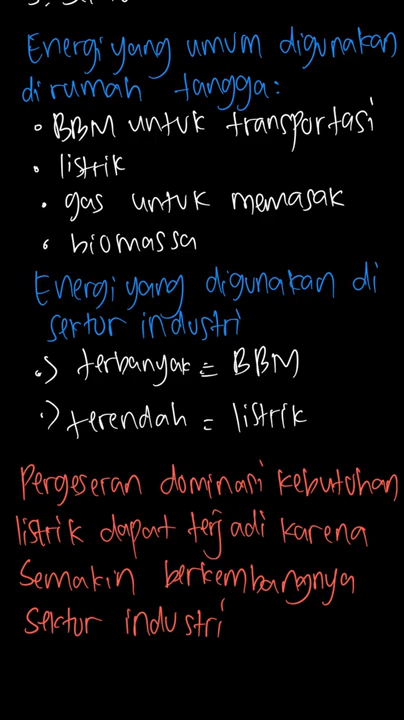 Energi yang umum digunakan
di rumah tangga:
• BBM untuk transportasi
• listrik
• gas untuk memasak
• biomassa
Energi yang digunakan di
sektor industri
•) terbanyak = BBM
•) terendah = listrik
Pergeseran dominasi kebutuhan
listrik dapat terjadi karena
semakin berkembangnya
sektor industri